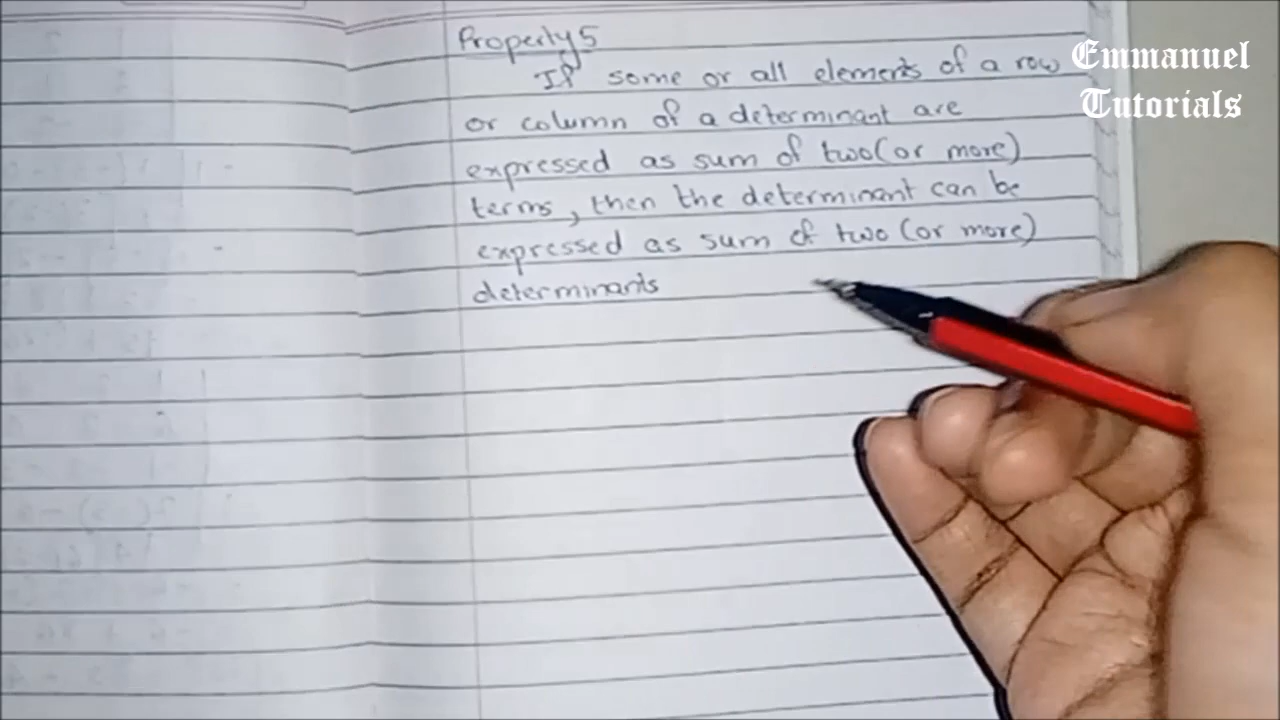 Property 5
If some or all elements of a row
or column of a determinant are
expressed as sum of two (or more)
terms, then the determinant can be
expressed as sum of two (or more)
determinants
Emmanuel
Tutorials